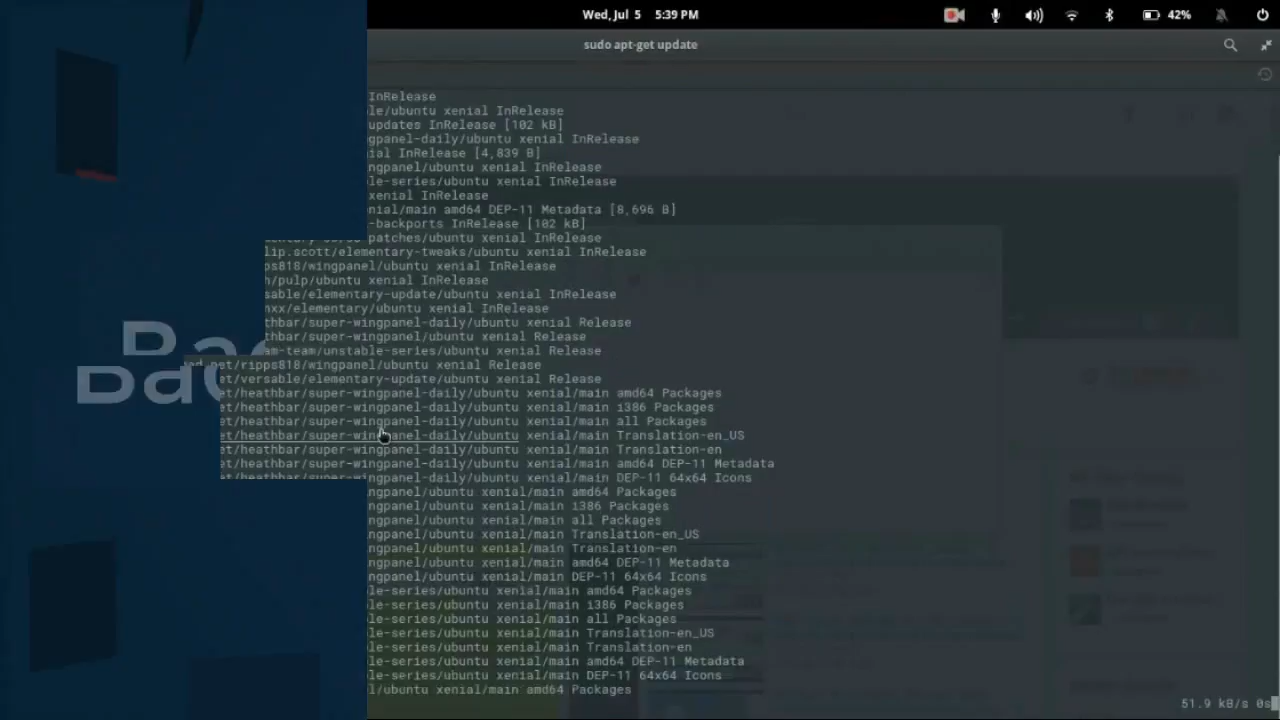 Wed, Jul 5 5:39 PM
42%
sudo apt-get update
InRelease
le/ubuntu xenial InRelease
updates InRelease [102 kB]
ngpanel-daily/ubuntu xenial InRelease
ial InRelease [4,839 B]
ngpanel/ubuntu xenial InRelease
le-series/ubuntu xenial InRelease
xenial InRelease
nial/main amd64 DEP-11 Metadata [8,696 B]
-backports InRelease [102 kB]
patches/ubuntu xenial InRelease
lip.scott/elementary-tweaks/ubuntu xenial InRelease
ps818/wingpanel/ubuntu xenial InRelease
h/pulp/ubuntu xenial InRelease
sable/elementary-update/ubuntu xenial InRelease
nxx/elementary/ubuntu xenial InRelease
thbar/super-wingpanel-daily/ubuntu xenial Release
thbar/super-wingpanel/ubuntu xenial Release
am-team/unstable-series/ubuntu xenial Release
net/ripps818/wingpanel/ubuntu xenial Release
et/versable/elementary-update/ubuntu xenial Release
et/heathbar/super-wingpanel-daily/ubuntu xenial/main amd64 Packages
et/heathbar/super-wingpanel-daily/ubuntu xenial/main i386 Packages
et/heathbar/super-wingpanel-daily/ubuntu xenial/main all Packages
et/heathbar/super-wingpanel-daily/ubuntu xenial/main Translation-en_US
et/heathbar/super-wingpanel-daily/ubuntu xenial/main Translation-en
et/heathbar/super-wingpanel-daily/ubuntu xenial/main amd64 DEP-11 Metadata
et/heathbar/super-wingpanel-daily/ubuntu xenial/main DEP-11 64x64 Icons
ngpanel/ubuntu xenial/main amd64 Packages
ngpanel/ubuntu xenial/main i386 Packages
ngpanel/ubuntu xenial/main all Packages
ngpanel/ubuntu xenial/main Translation-en_US
ngpanel/ubuntu xenial/main Translation-en
ngpanel/ubuntu xenial/main amd64 DEP-11 Metadata
ngpanel/ubuntu xenial/main DEP-11 64x64 Icons
le-series/ubuntu xenial/main amd64 Packages
le-series/ubuntu xenial/main i386 Packages
le-series/ubuntu xenial/main all Packages
le-series/ubuntu xenial/main Translation-en_US
le-series/ubuntu xenial/main Translation-en
le-series/ubuntu xenial/main amd64 DEP-11 Metadata
le-series/ubuntu xenial/main DEP-11 64x64 Icons
l/ubuntu xenial/main amd64 Packages
51.9 kB/s 0s